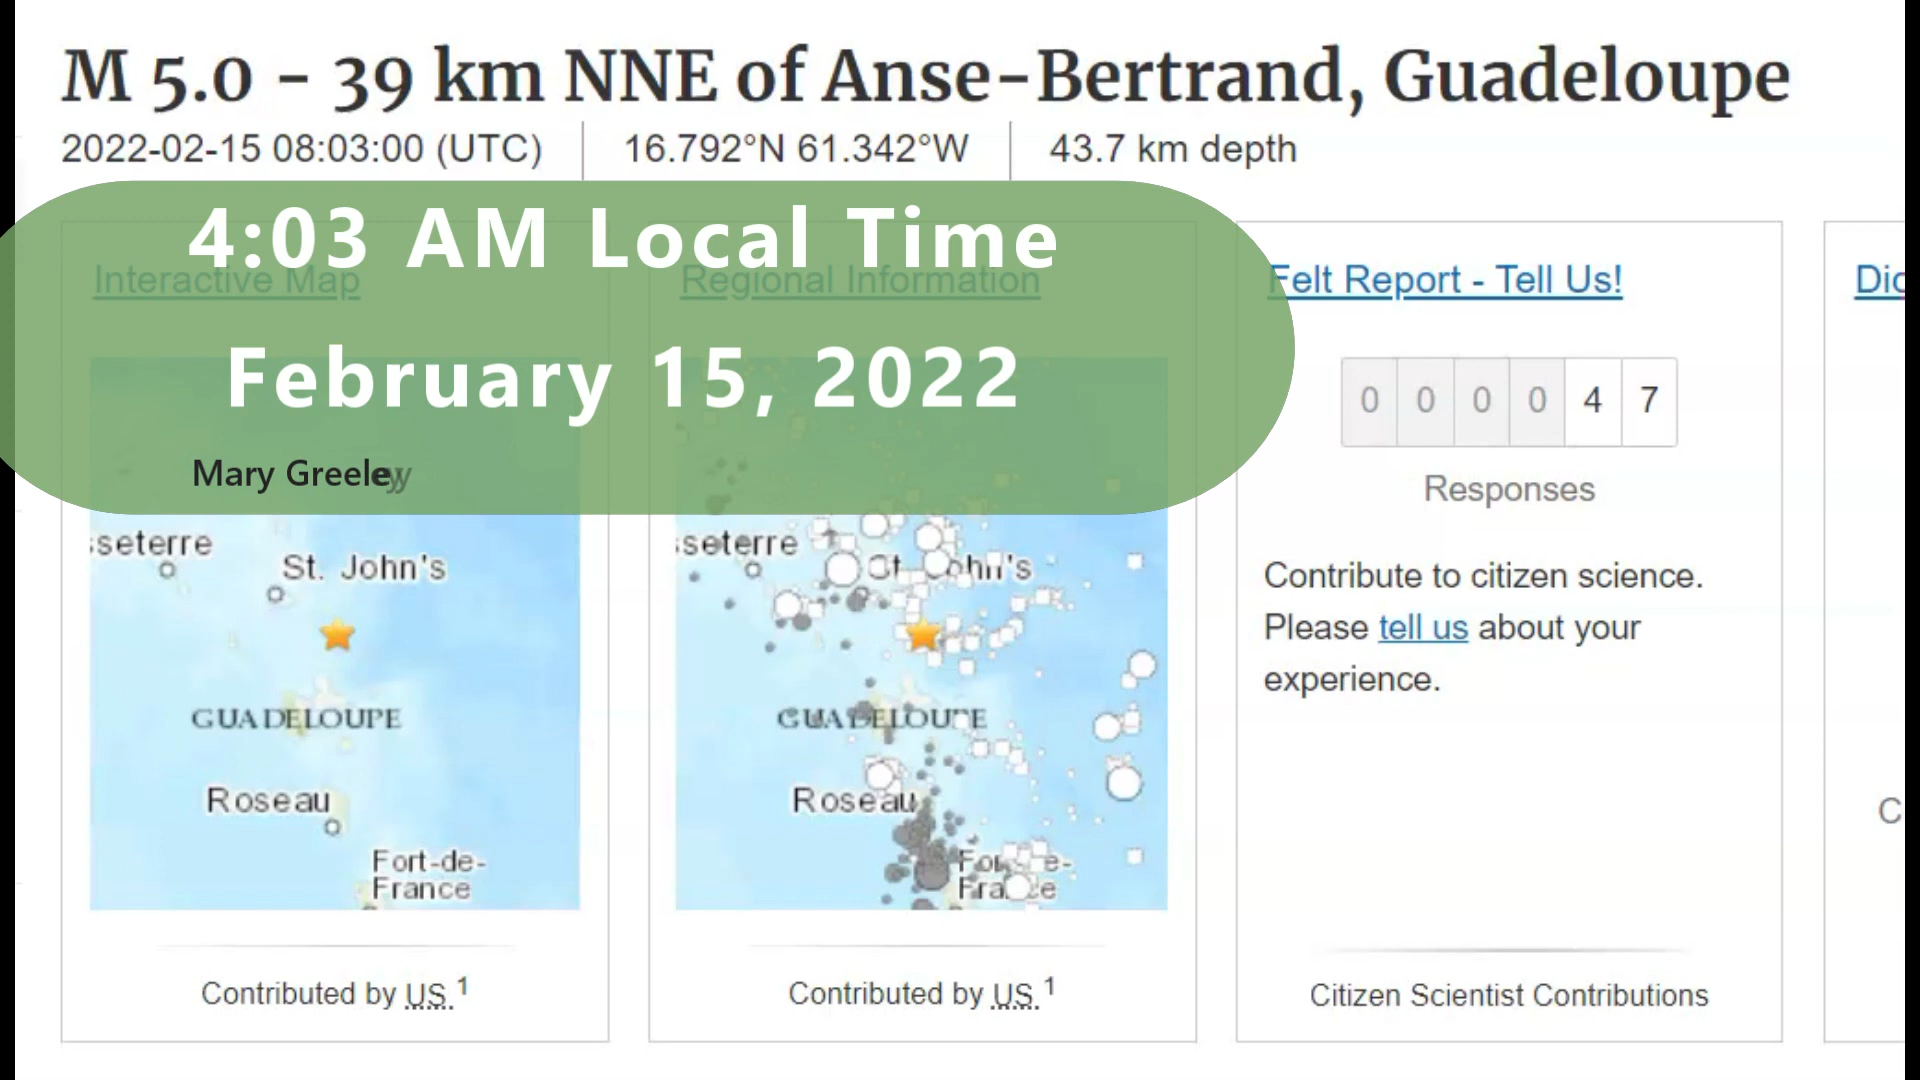 M 5.0 - 39 km NNE of Anse-Bertrand, Guadeloupe
2022-02-15 08:03:00 (UTC)
16.792°N 61.342°W
43.7 km depth
4:03 AM Local Time
February 15, 2022
Mary Greeley
Interactive Map
seterre
St. John's
GUADELOUPE
Roseau
Fort-de-
France
Contributed by US.1
Regional Information
seterre
St. John's
GUADELOUPE
Roseau
Contributed by US.1
Felt Report - Tell Us!
0 0 0 0 4 7
Responses
Contribute to citizen science.
Please tell us about your
experience.
Citizen Scientist Contributions